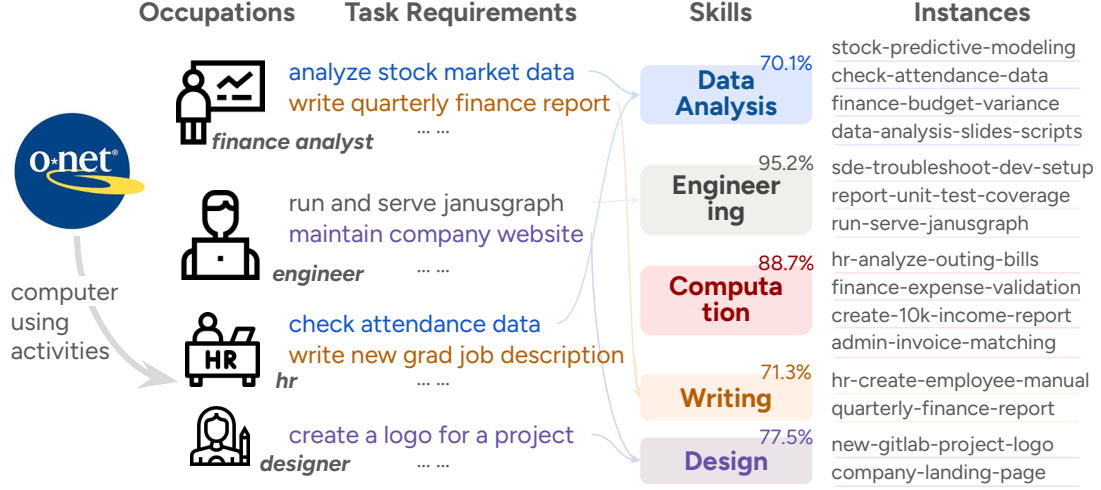 Occupations
Task Requirements
Skills
Instances
o*net®
computer
using
activities
finance analyst
engineer
HR
hr
designer
analyze stock market data
write quarterly finance report
... ...
run and serve janusgraph
maintain company website
... ...
check attendance data
write new grad job description
... ...
create a logo for a project
... ...
70.1%
Data
Analysis
95.2%
Engineer
ing
88.7%
Computa
tion
71.3%
Writing
77.5%
Design
stock-predictive-modeling
check-attendance-data
finance-budget-variance
data-analysis-slides-scripts
sde-troubleshoot-dev-setup
report-unit-test-coverage
run-serve-janusgraph
hr-analyze-outing-bills
finance-expense-validation
create-10k-income-report
admin-invoice-matching
hr-create-employee-manual
quarterly-finance-report
new-gitlab-project-logo
company-landing-page